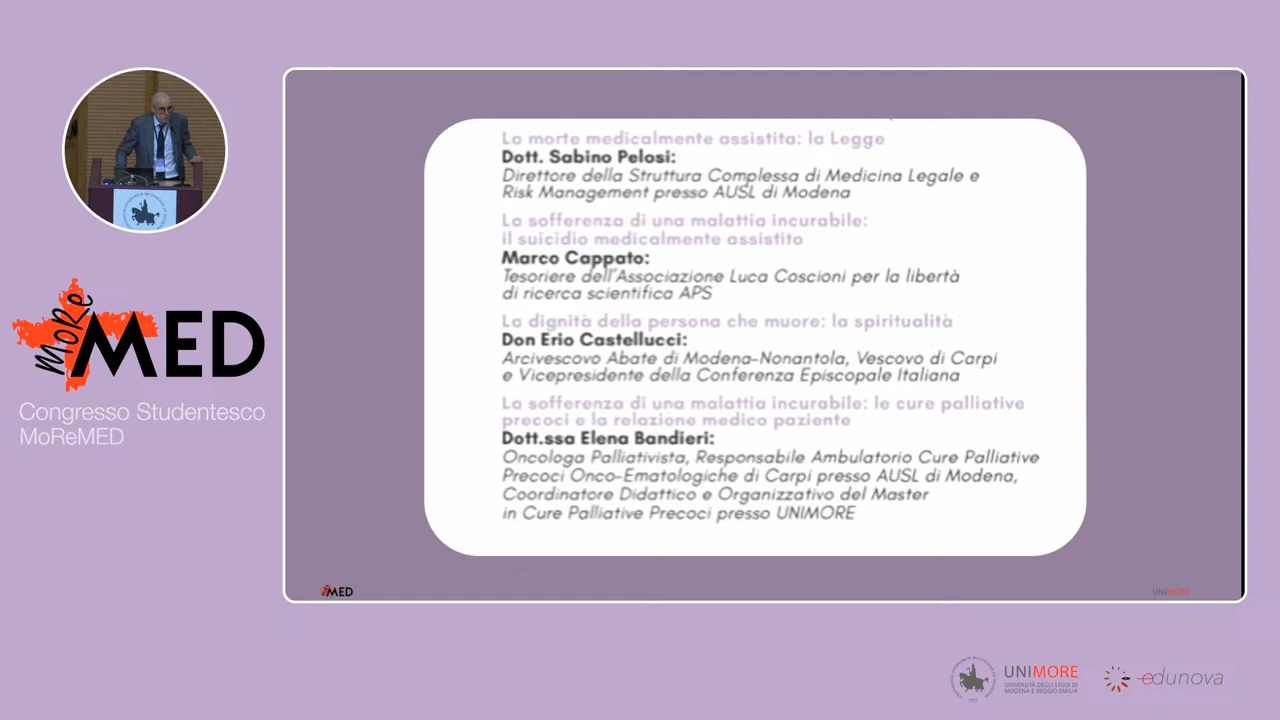 La morte medicalmente assistita: la Legge
Dott. Sabino Pelosi:
Direttore della Struttura Complessa di Medicina Legale e
Risk Management presso AUSL di Modena
La sofferenza di una malattia incurabile:
il suicidio medicalmente assistito
Marco Cappato:
Tesoriere dell'Associazione Luca Coscioni per la libertà
di ricerca scientifica APS
La dignità della persona che muore: la spiritualità
Don Erio Castellucci:
Arcivescovo Abate di Modena-Nonantola, Vescovo di Carpi
e Vicepresidente della Conferenza Episcopale Italiana
La sofferenza di una malattia incurabile: le cure palliative
precoci e la relazione medico paziente
Dott.ssa Elena Bandieri:
Oncologa Palliativista, Responsabile Ambulatorio Cure Palliative
Precoci Onco-Ematologiche di Carpi presso AUSL di Modena,
Coordinatore Didattico e Organizzativo del Master
in Cure Palliative Precoci presso UNIMORE
MoRe
MED
Congresso Studentesco
MoReMED
MED
UNIMORE
UNIMORE
UNIVERSITÀ DEGLI STUDI DI
MODENA E REGGIO EMILIA
edunova